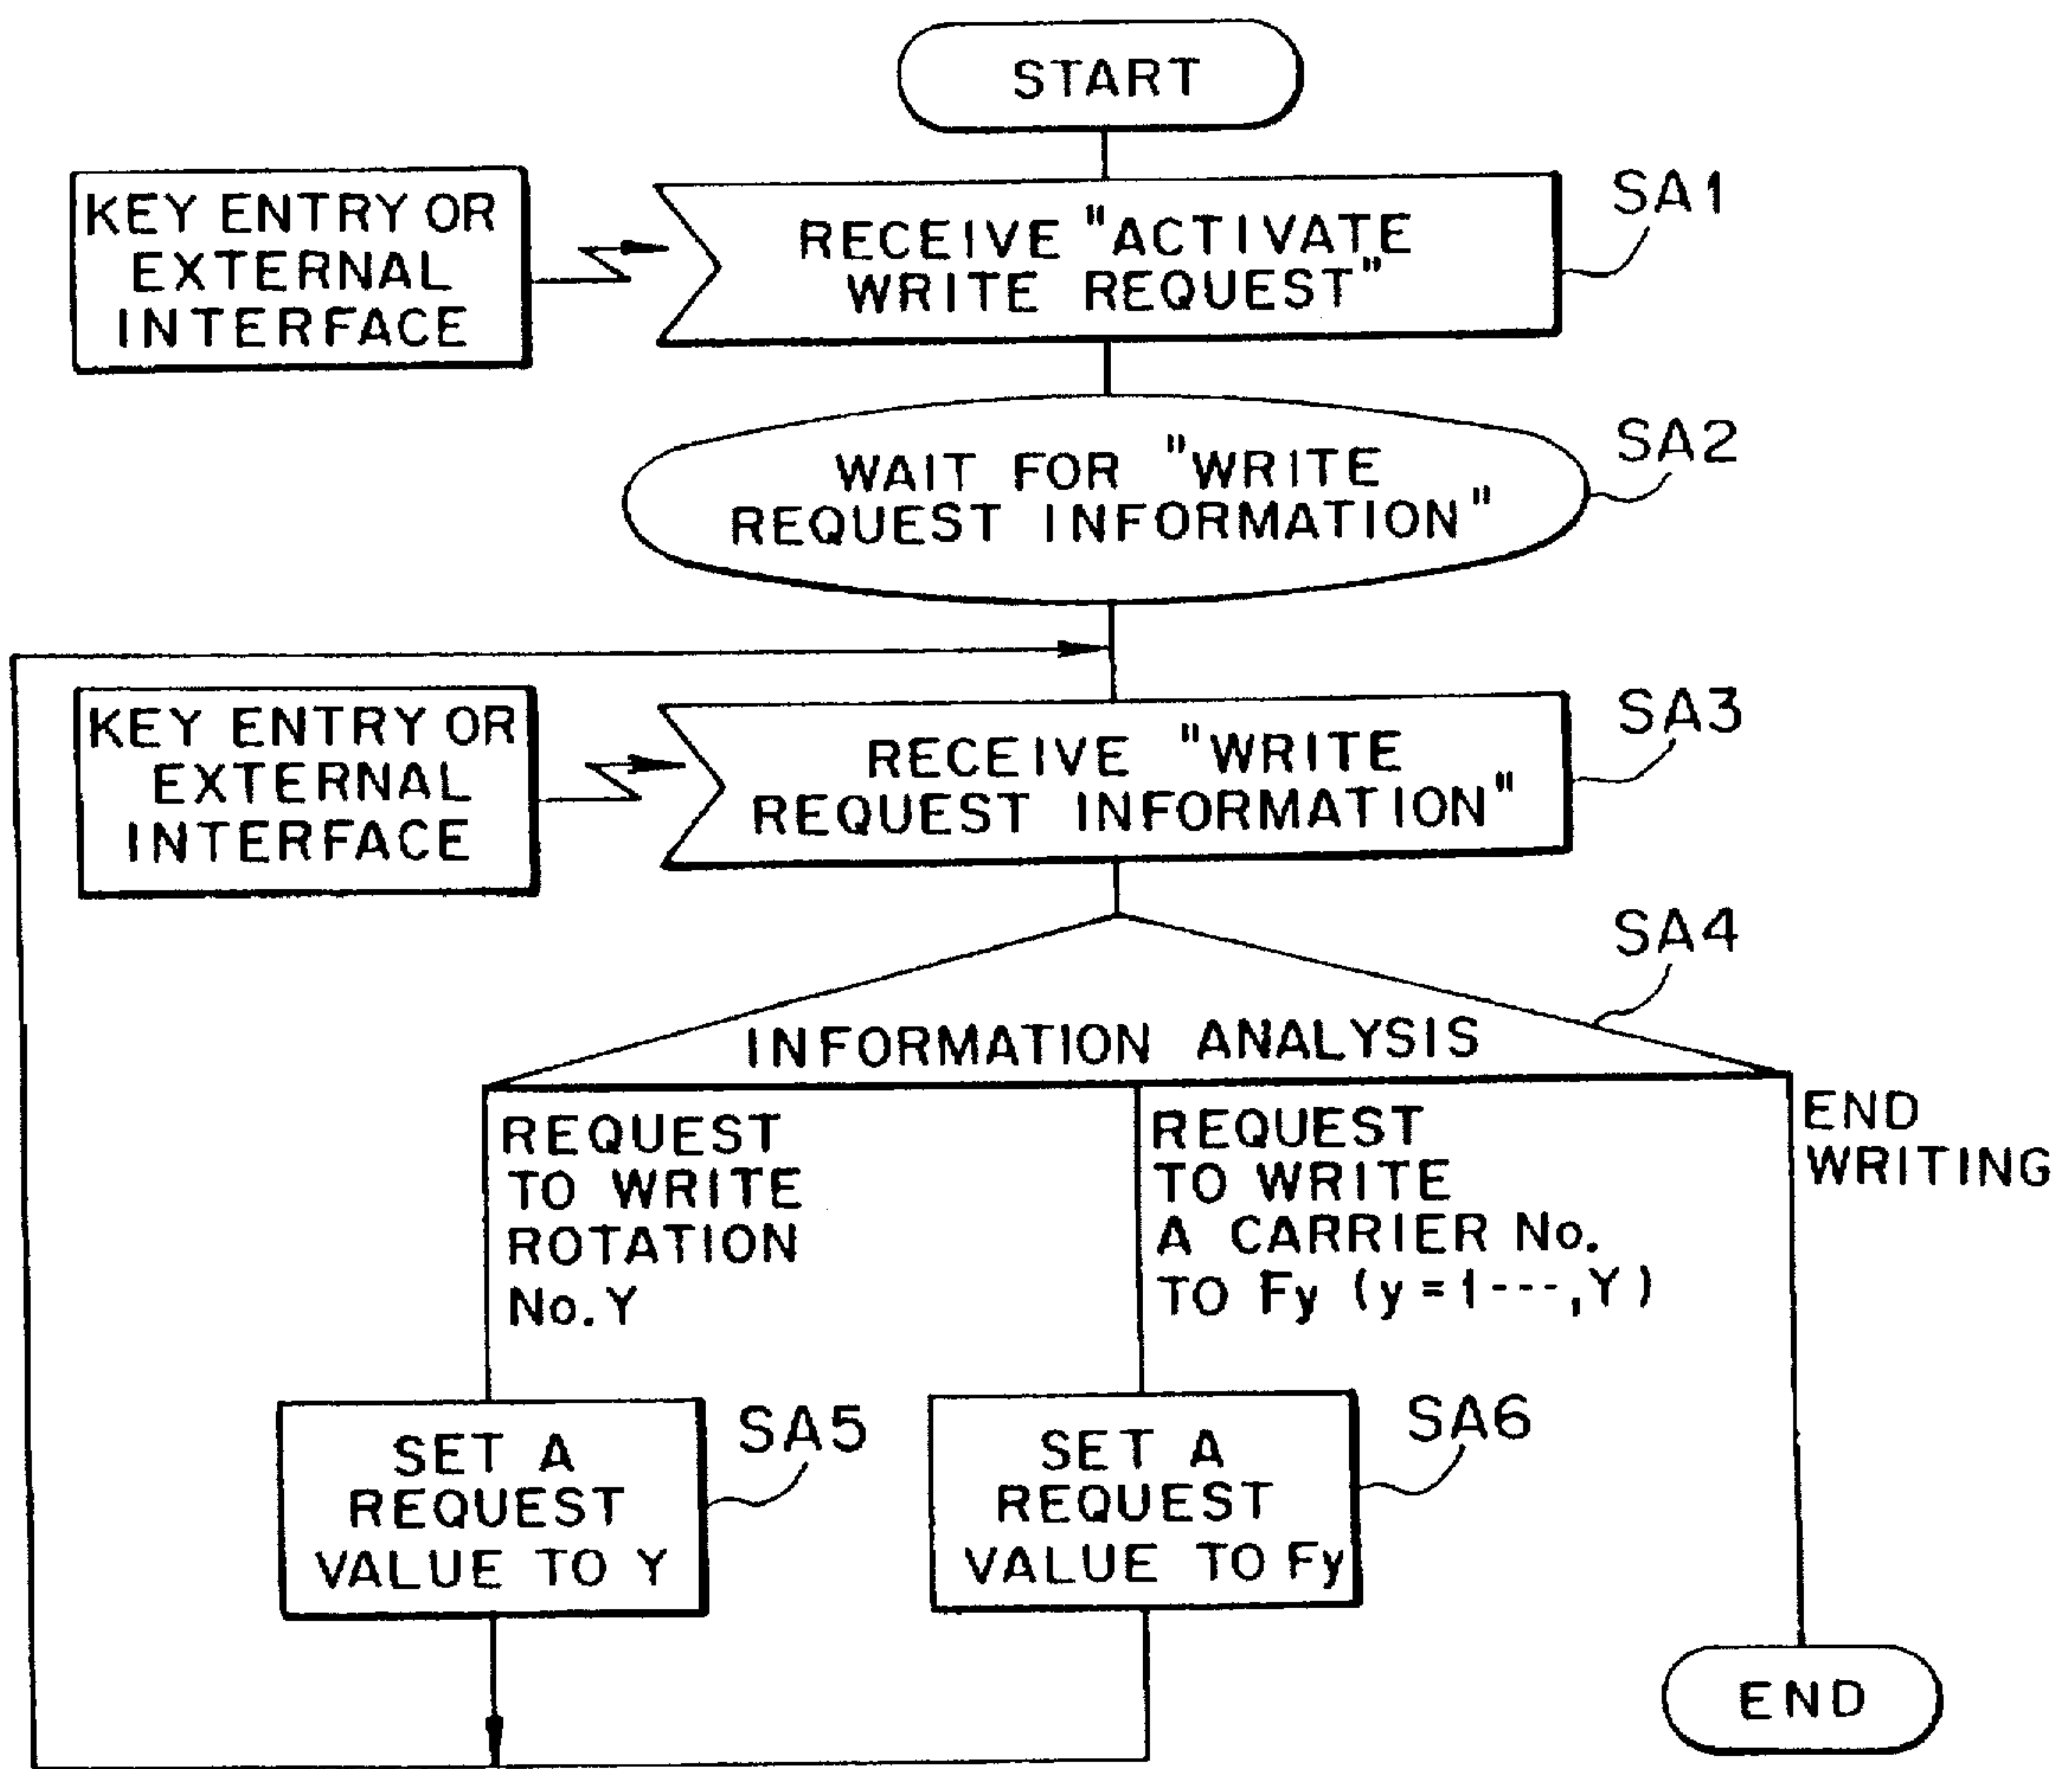 START
KEY ENTRY OR
EXTERNAL
INTERFACE
RECEIVE "ACTIVATE
WRITE REQUEST"
SA1
WAIT FOR "WRITE
REQUEST INFORMATION"
SA2
KEY ENTRY OR
EXTERNAL
INTERFACE
RECEIVE "WRITE
REQUEST INFORMATION"
SA3
INFORMATION ANALYSIS
SA4
REQUEST
TO WRITE
ROTATION
No. Y
REQUEST
TO WRITE
A CARRIER No.
TO Fy (y=1---,Y)
END
WRITING
SET A
REQUEST
VALUE TO Y
SA5
SET A
REQUEST
VALUE TO Fy
SA6
END